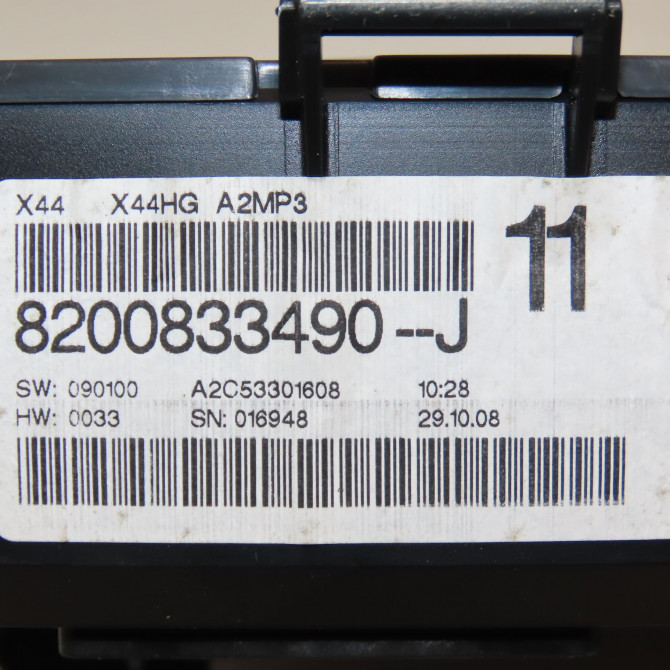 X44 X44HG A2MP3
11
8200833490--J
SW: 090100 A2C53301608 10:28
HW: 0033 SN: 016948 29.10.08